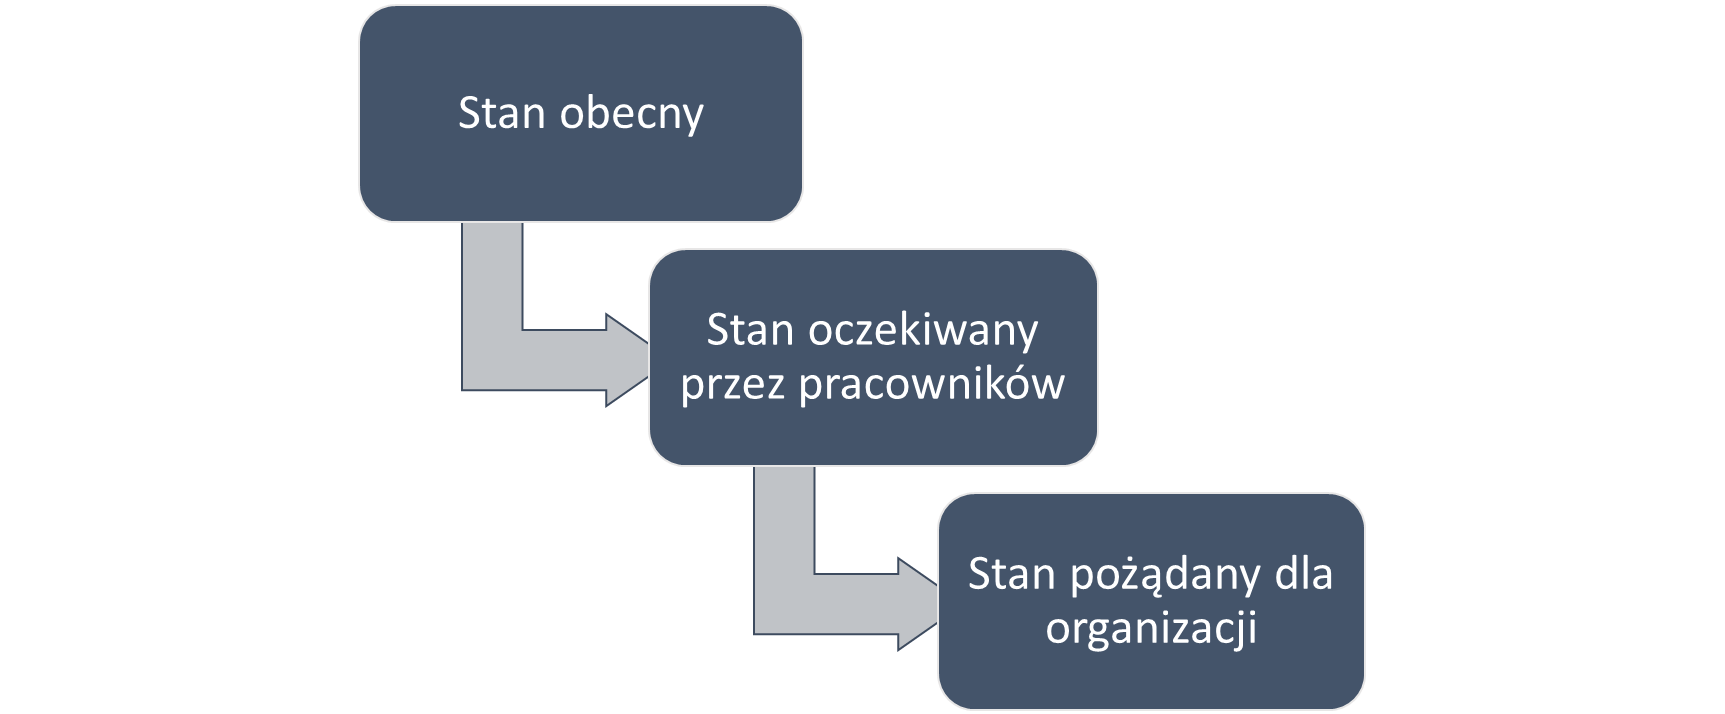 Stan obecny
Stan oczekiwany
przez pracowników
Stan pożądany dla
organizacji